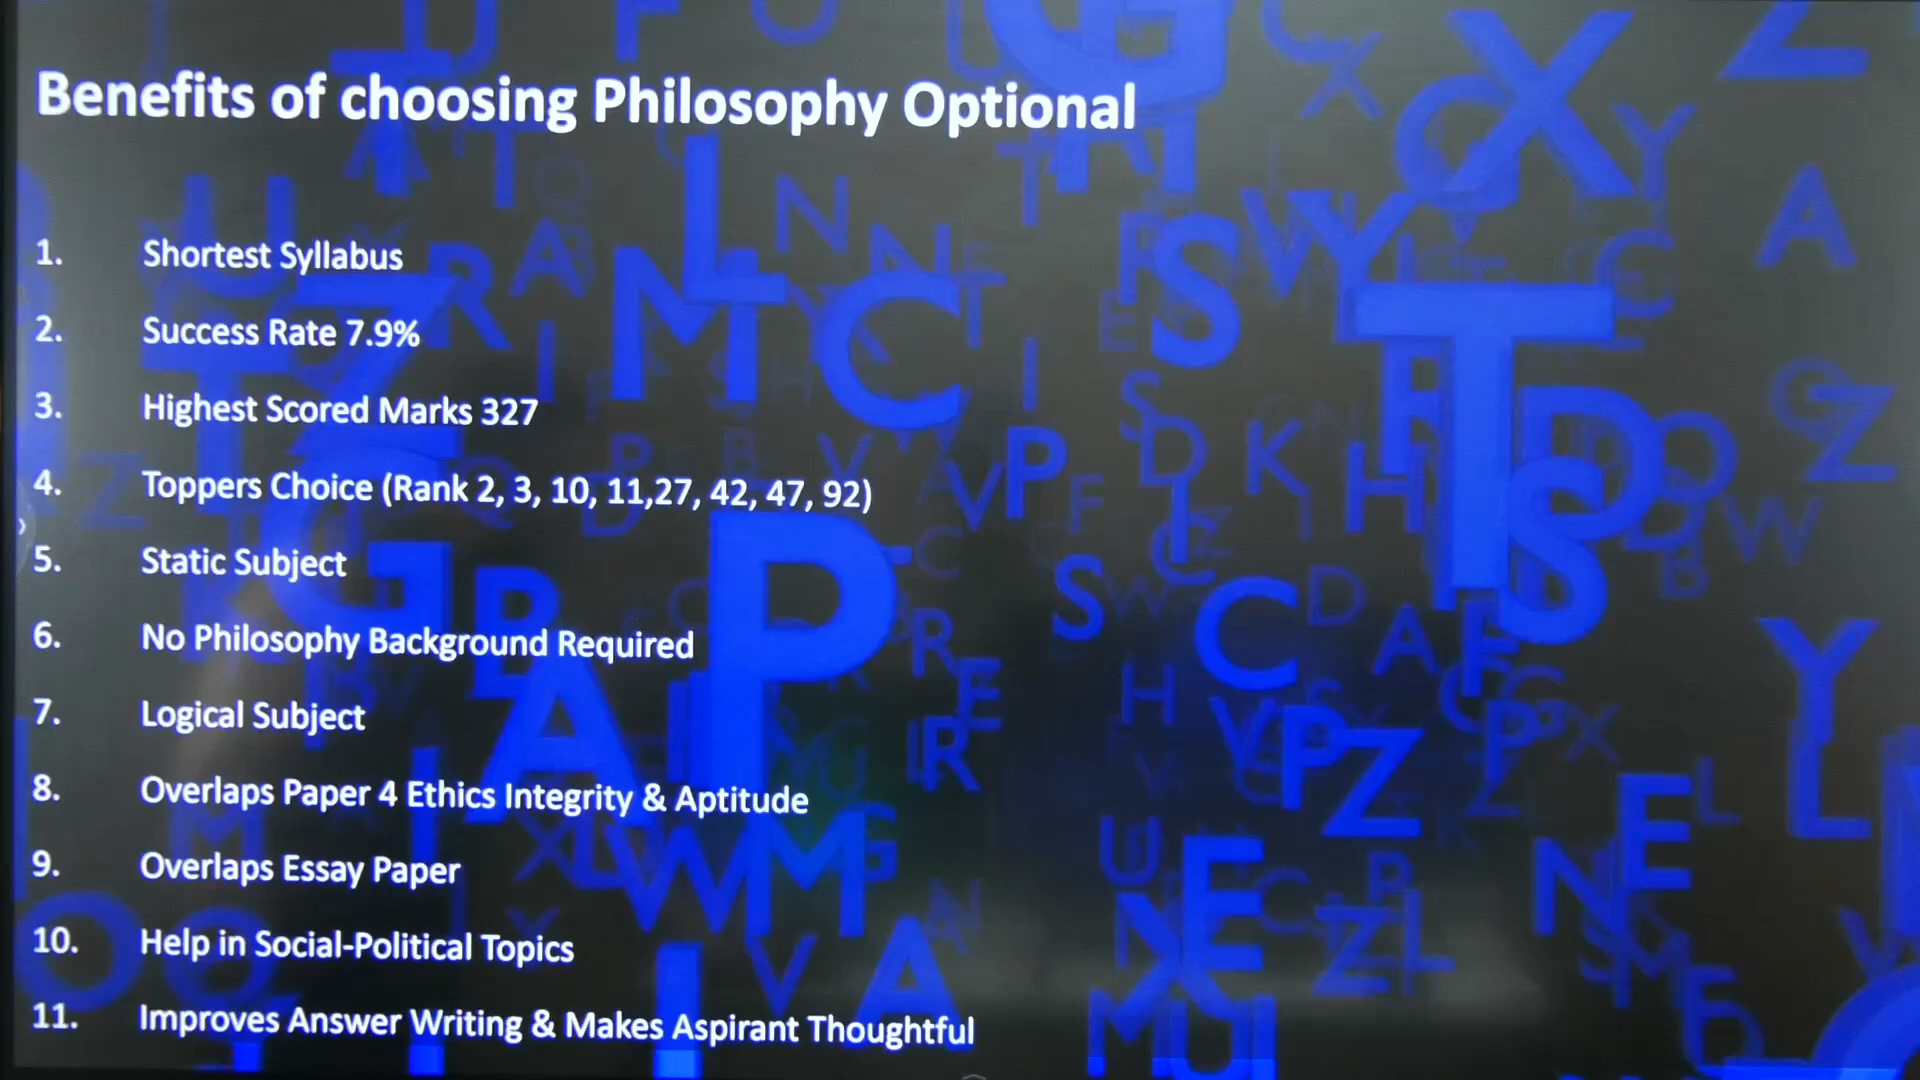 Benefits of choosing Philosophy Optional
1. Shortest Syllabus
2. Success Rate 7.9%
3. Highest Scored Marks 327
4. Toppers Choice (Rank 2, 3, 10, 11,27, 42, 47, 92)
5. Static Subject
6. No Philosophy Background Required
7. Logical Subject
8. Overlaps Paper 4 Ethics Integrity & Aptitude
9. Overlaps Essay Paper
10. Help in Social-Political Topics
11. Improves Answer Writing & Makes Aspirant Thoughtful